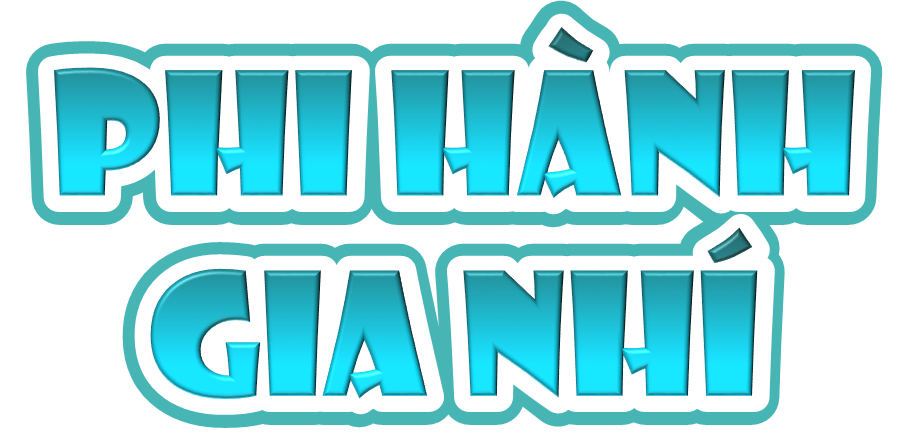 PHI HÀNH
GIA NHÍ